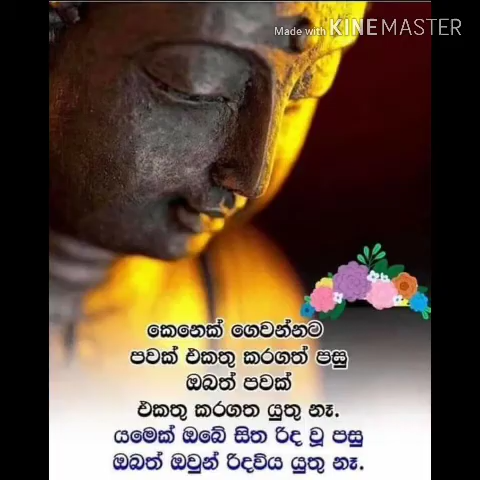 Made with KINEMASTER
කෙනෙක් ගෙවන්නට
පවක් එකතු කරගත් පසු
ඔබත් පවක්
එකතු කරගත යුතු නෑ.
යමෙක් ඔබේ සිත රිද වූ පසු
ඔබත් ඔවුන් රිදවිය යුතු නෑ.